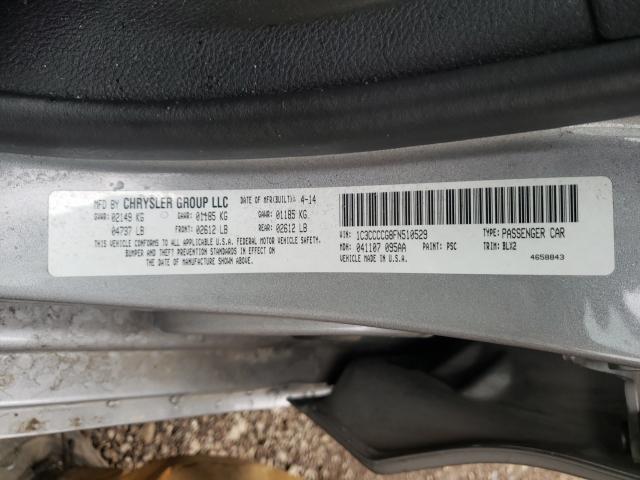 MFD BY CHRYSLER GROUP LLC DATE OF MFR(BUILT): 4-14
GVWR: 02149 KG GAWR: 01185 KG GAWR: 01185 KG
04737 LB FRONT: 02612 LB REAR: 02612 LB
THIS VEHICLE CONFORMS TO ALL APPLICABLE U.S.A. FEDERAL MOTOR VEHICLE SAFETY,
BUMPER AND THEFT PREVENTION STANDARDS IN EFFECT ON
THE DATE OF MANUFACTURE SHOWN ABOVE.
VIN: 1C3CCCCG8FN510529 TYPE: PASSENGER CAR
MDH: 041107 095AA PAINT: PSC TRIM: BLX2
VEHICLE MADE IN U.S.A. 4658843